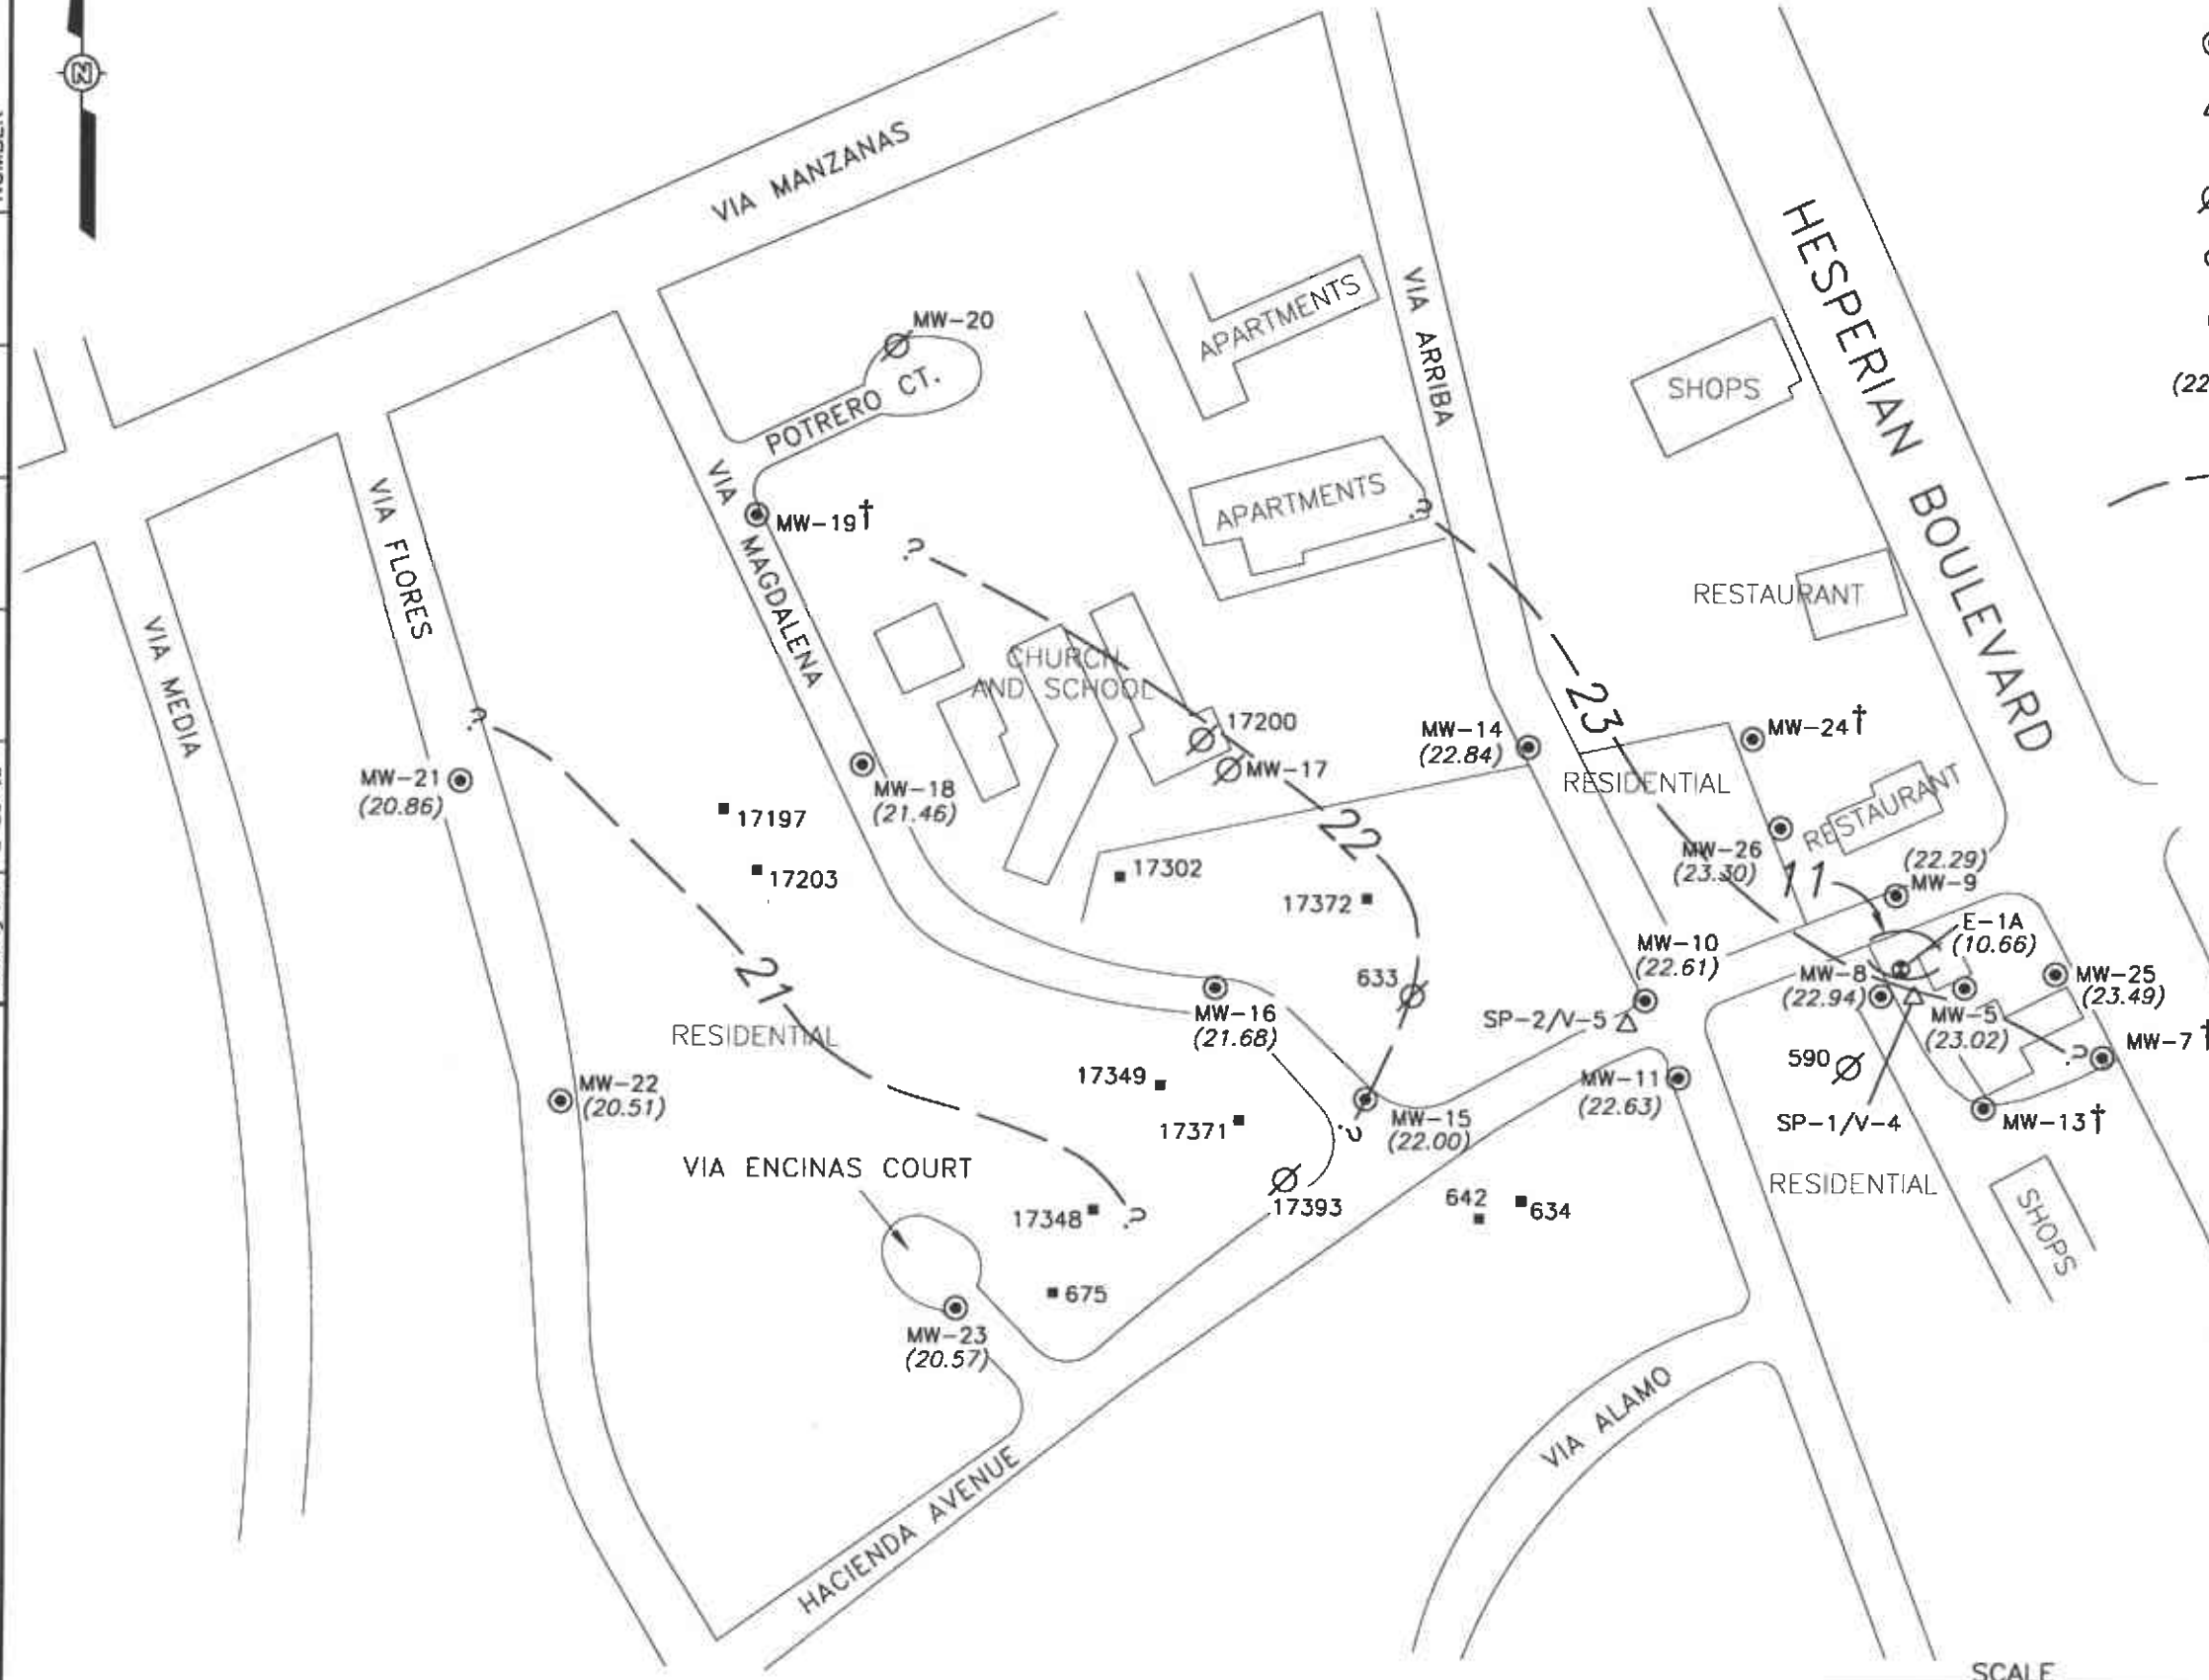 N
VIA MANZANAS
MW-20
POTRERO CT.
APARTMENTS
VIA ARRIBA
HESPERIAN BOULEVARD
SHOPS
(22
VIA FLORES
VIA MAGDALENA
MW-19†
?
APARTMENTS
?
RESTAURANT
VIA MEDIA
CHURCH
AND SCHOOL
23
?
17200
MW-17
MW-14
(22.84)
MW-24†
RESIDENTIAL
MW-21
(20.86)
MW-18
(21.46)
17197
22
RESTAURANT
MW-26
(23.30)
11
(22.29)
MW-9
17203
17302
17372
E-1A
(10.66)
MW-10
(22.61)
21
633
MW-8
(22.94)
MW-25
(23.49)
MW-16
(21.68)
SP-2/V-5
MW-5
(23.02)
RESIDENTIAL
?
MW-7†
590
17349
MW-11
(22.63)
MW-22
(20.51)
MW-15
(22.00)
?
SP-1/V-4
MW-13†
17371
VIA ENCINAS COURT
RESIDENTIAL
17393
642
634
17348
?
SHOPS
675
MW-23
(20.57)
VIA ALAMO
HACIENDA AVENUE
SCALE